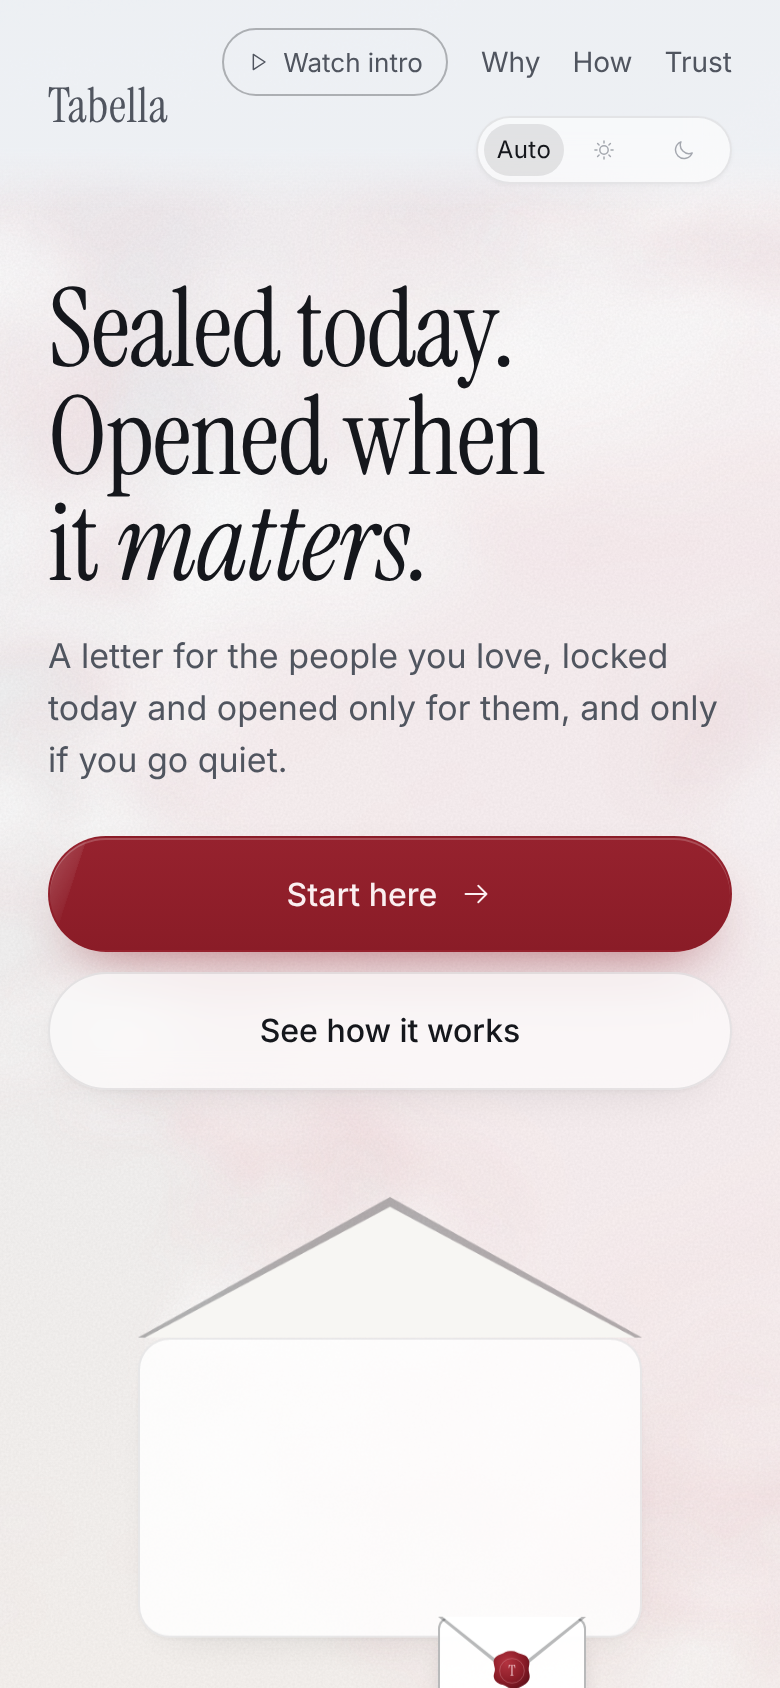 Watch intro
Why
How
Trust
Tabella
Auto
Sealed today.
Opened when
it matters.
A letter for the people you love, locked
today and opened only for them, and only
if you go quiet.
Start here
See how it works
T